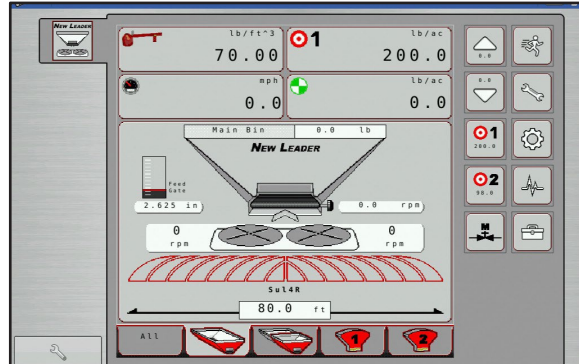 NEW LEADER
lb/ft^3
70.00
1
lb/ac
200.0
mph
0.0
lb/ac
0.0
0.0
0.0
1
200.0
2
90.0
M
Main Bin 0.0 lb
NEW LEADER
Feed
Gate
2.625 in
0.0 rpm
0
rpm
0
rpm
Sul4R
80.0 ft
All
1
2